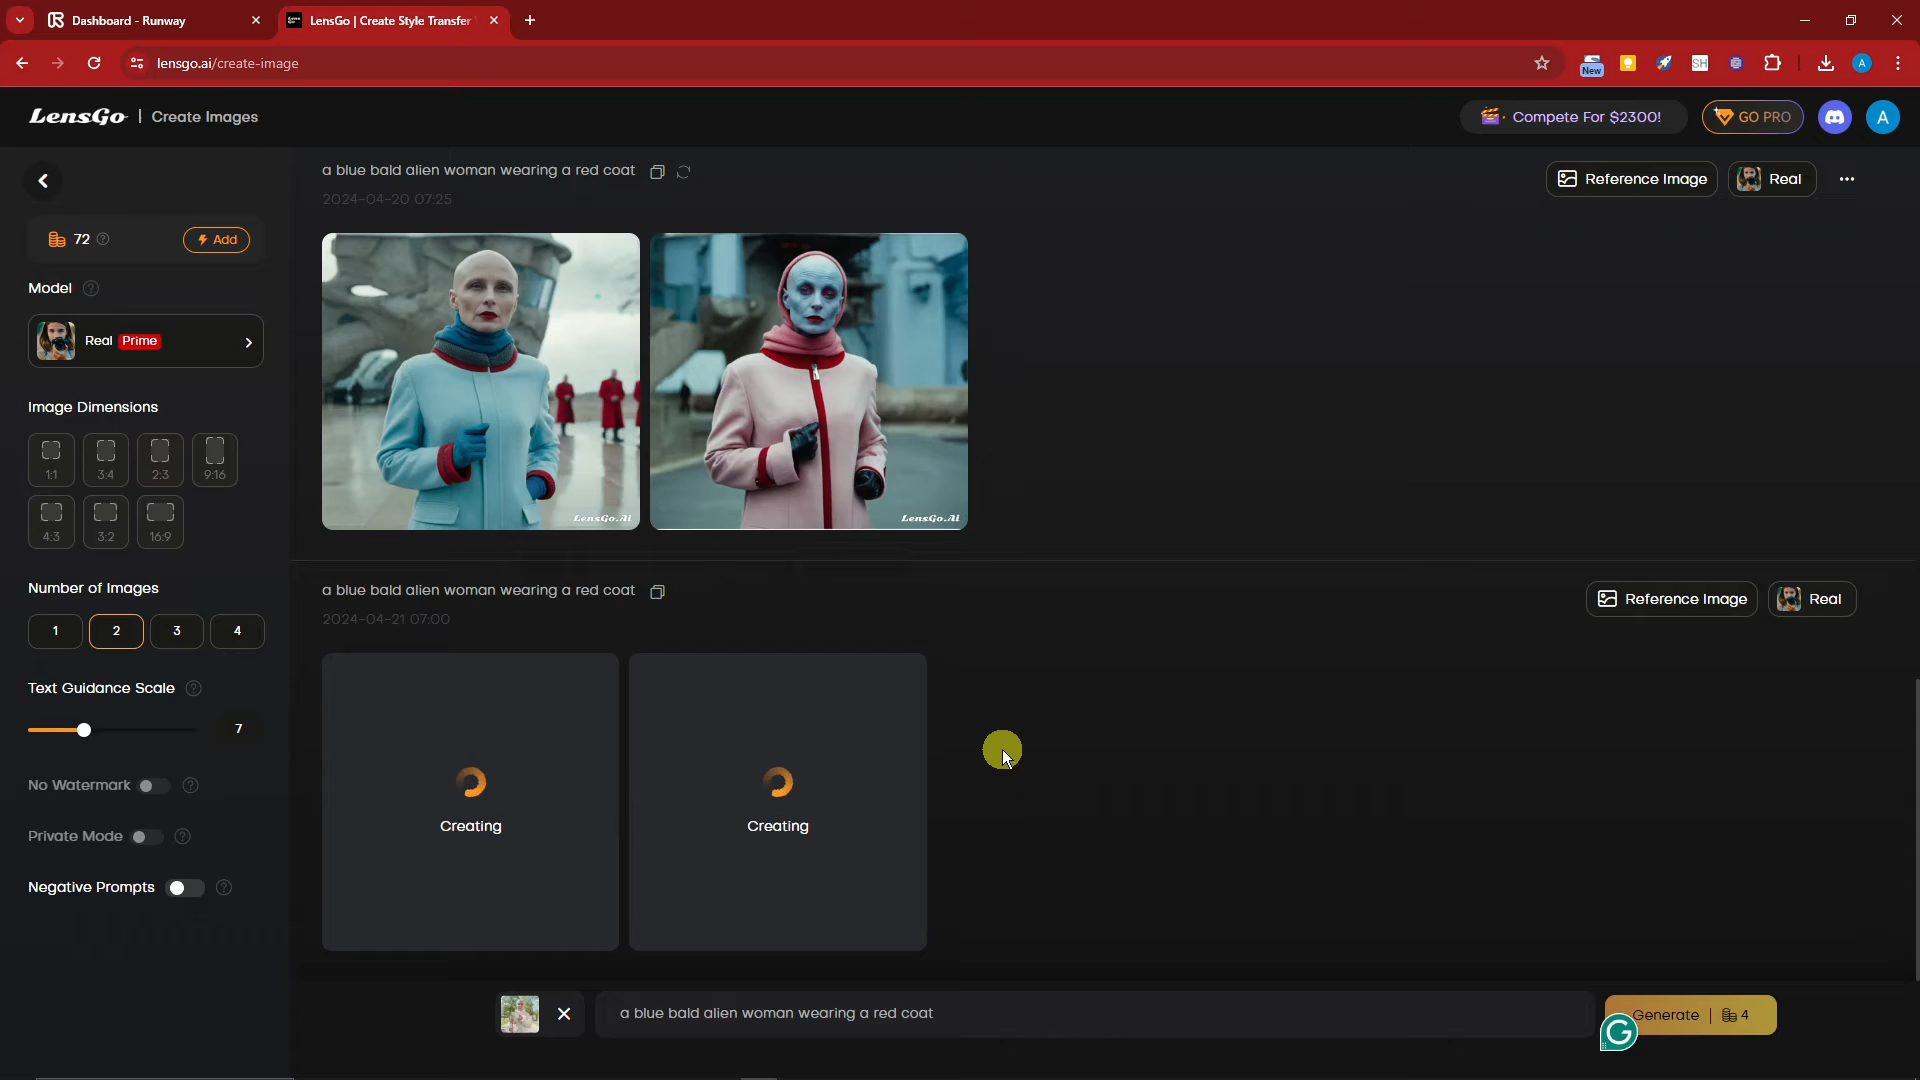 Dashboard - Runway
LensGo | Create Style Transfer
lensgo.ai/create-image
New
SH
A
LensGo | Create Images
Compete For $2300!
GO PRO
A
a blue bald alien woman wearing a red coat
2024-04-20 07:25
Reference Image
Real
72
Add
Model
Real Prime
Image Dimensions
1:1
3:4
2:3
9:16
4:3
3:2
16:9
LensGo.Ai
LensGo.Ai
Number of Images
1
2
3
4
a blue bald alien woman wearing a red coat
2024-04-21 07:00
Reference Image
Real
Text Guidance Scale
7
No Watermark
Private Mode
Negative Prompts
Creating
Creating
a blue bald alien woman wearing a red coat
Generate | 4